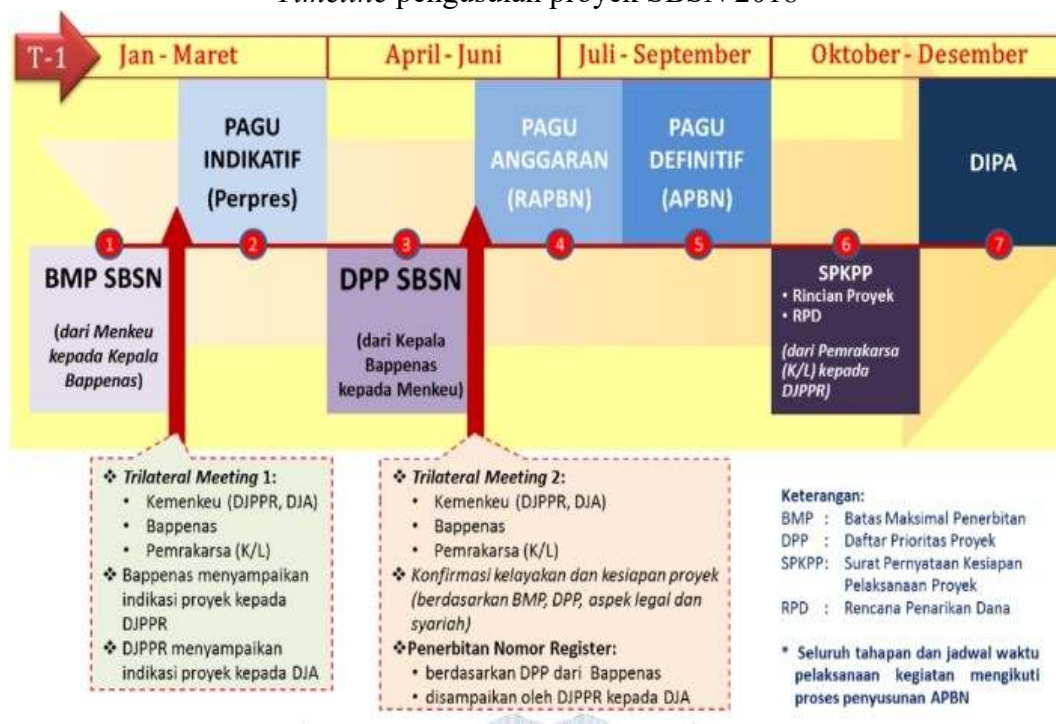 Timeline pengusulan proyek SBSN 2018
T-1
Jan - Maret
April - Juni
Juli - September
Oktober - Desember
PAGU
INDIKATIF
(Perpres)
PAGU
ANGGARAN
(RAPBN)
PAGU
DEFINITIF
(APBN)
DIPA
1
2
3
4
5
6
7
BMP SBSN
(dari Menkeu
kepada Kepala
Bappenas)
DPP SBSN
(dari Kepala
Bappenas
kepada Menkeu)
SPKPP
• Rincian Proyek
• RPD
(dari Pemrakarsa
(K/L) kepada
DJPPR)
❖ Trilateral Meeting 1:
• Kemenkeu (DJPPR, DJA)
• Bappenas
• Pemrakarsa (K/L)
❖ Bappenas menyampaikan
indikasi proyek kepada
DJPPR
❖ DJPPR menyampaikan
indikasi proyek kepada DJA
❖ Trilateral Meeting 2:
• Kemenkeu (DJPPR, DJA)
• Bappenas
• Pemrakarsa (K/L)
❖ Konfirmasi kelayakan dan kesiapan proyek
(berdasarkan BMP, DPP, aspek legal dan
syariah)
❖Penerbitan Nomor Register:
• berdasarkan DPP dari Bappenas
• disampaikan oleh DJPPR kepada DJA
Keterangan:
BMP : Batas Maksimal Penerbitan
DPP : Daftar Prioritas Proyek
SPKPP: Surat Pernyataan Kesiapan
Pelaksanaan Proyek
RPD : Rencana Penarikan Dana
* Seluruh tahapan dan jadwal waktu
pelaksanaan kegiatan mengikuti
proses penyusunan APBN